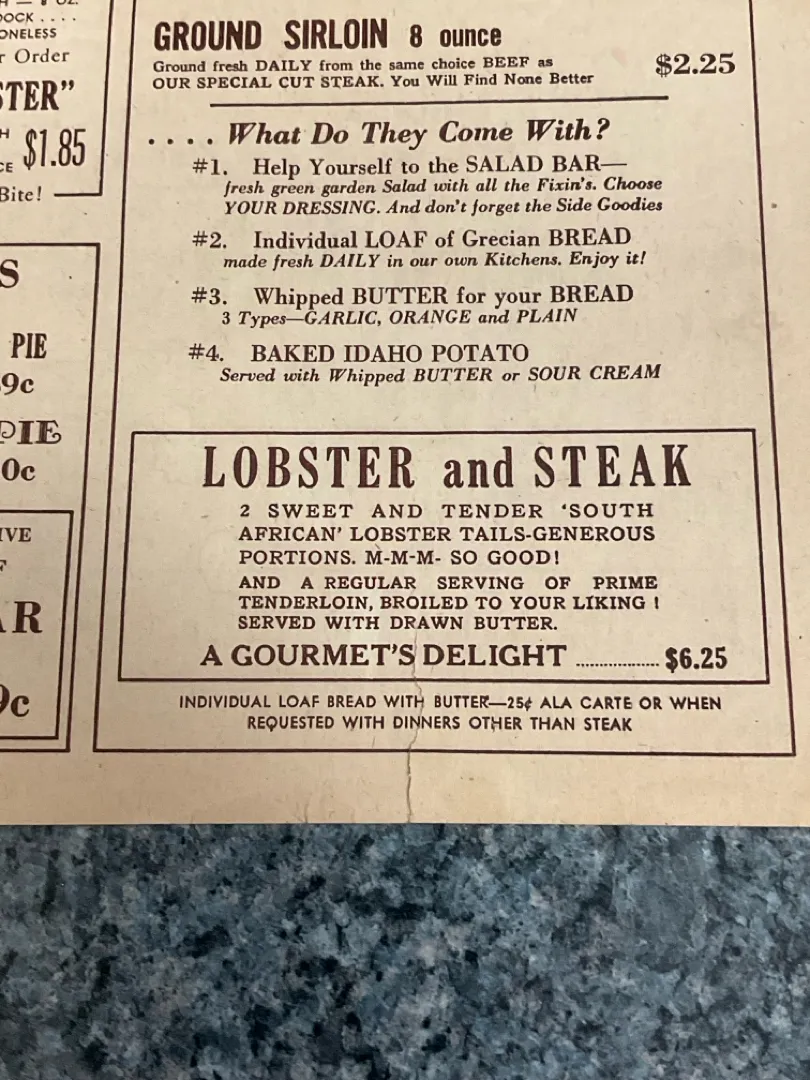 ONELESS
r Order
TER”
$1.85
Bite!
S
PIE
9c
PIE
0c
IVE
F
AR
9c
GROUND SIRLOIN 8 ounce
Ground fresh DAILY from the same choice BEEF as
OUR SPECIAL CUT STEAK. You Will Find None Better
$2.25
. . . . What Do They Come With?
#1. Help Yourself to the SALAD BAR—
fresh green garden Salad with all the Fixin's. Choose
YOUR DRESSING. And don't forget the Side Goodies
#2. Individual LOAF of Grecian BREAD
made fresh DAILY in our own Kitchens. Enjoy it!
#3. Whipped BUTTER for your BREAD
3 Types—GARLIC, ORANGE and PLAIN
#4. BAKED IDAHO POTATO
Served with Whipped BUTTER or SOUR CREAM
LOBSTER and STEAK
2 SWEET AND TENDER ‘SOUTH
AFRICAN’ LOBSTER TAILS-GENEROUS
PORTIONS. M-M-M- SO GOOD!
AND A REGULAR SERVING OF PRIME
TENDERLOIN, BROILED TO YOUR LIKING !
SERVED WITH DRAWN BUTTER.
A GOURMET'S DELIGHT .................. $6.25
INDIVIDUAL LOAF BREAD WITH BUTTER—25¢ ALA CARTE OR WHEN
REQUESTED WITH DINNERS OTHER THAN STEAK